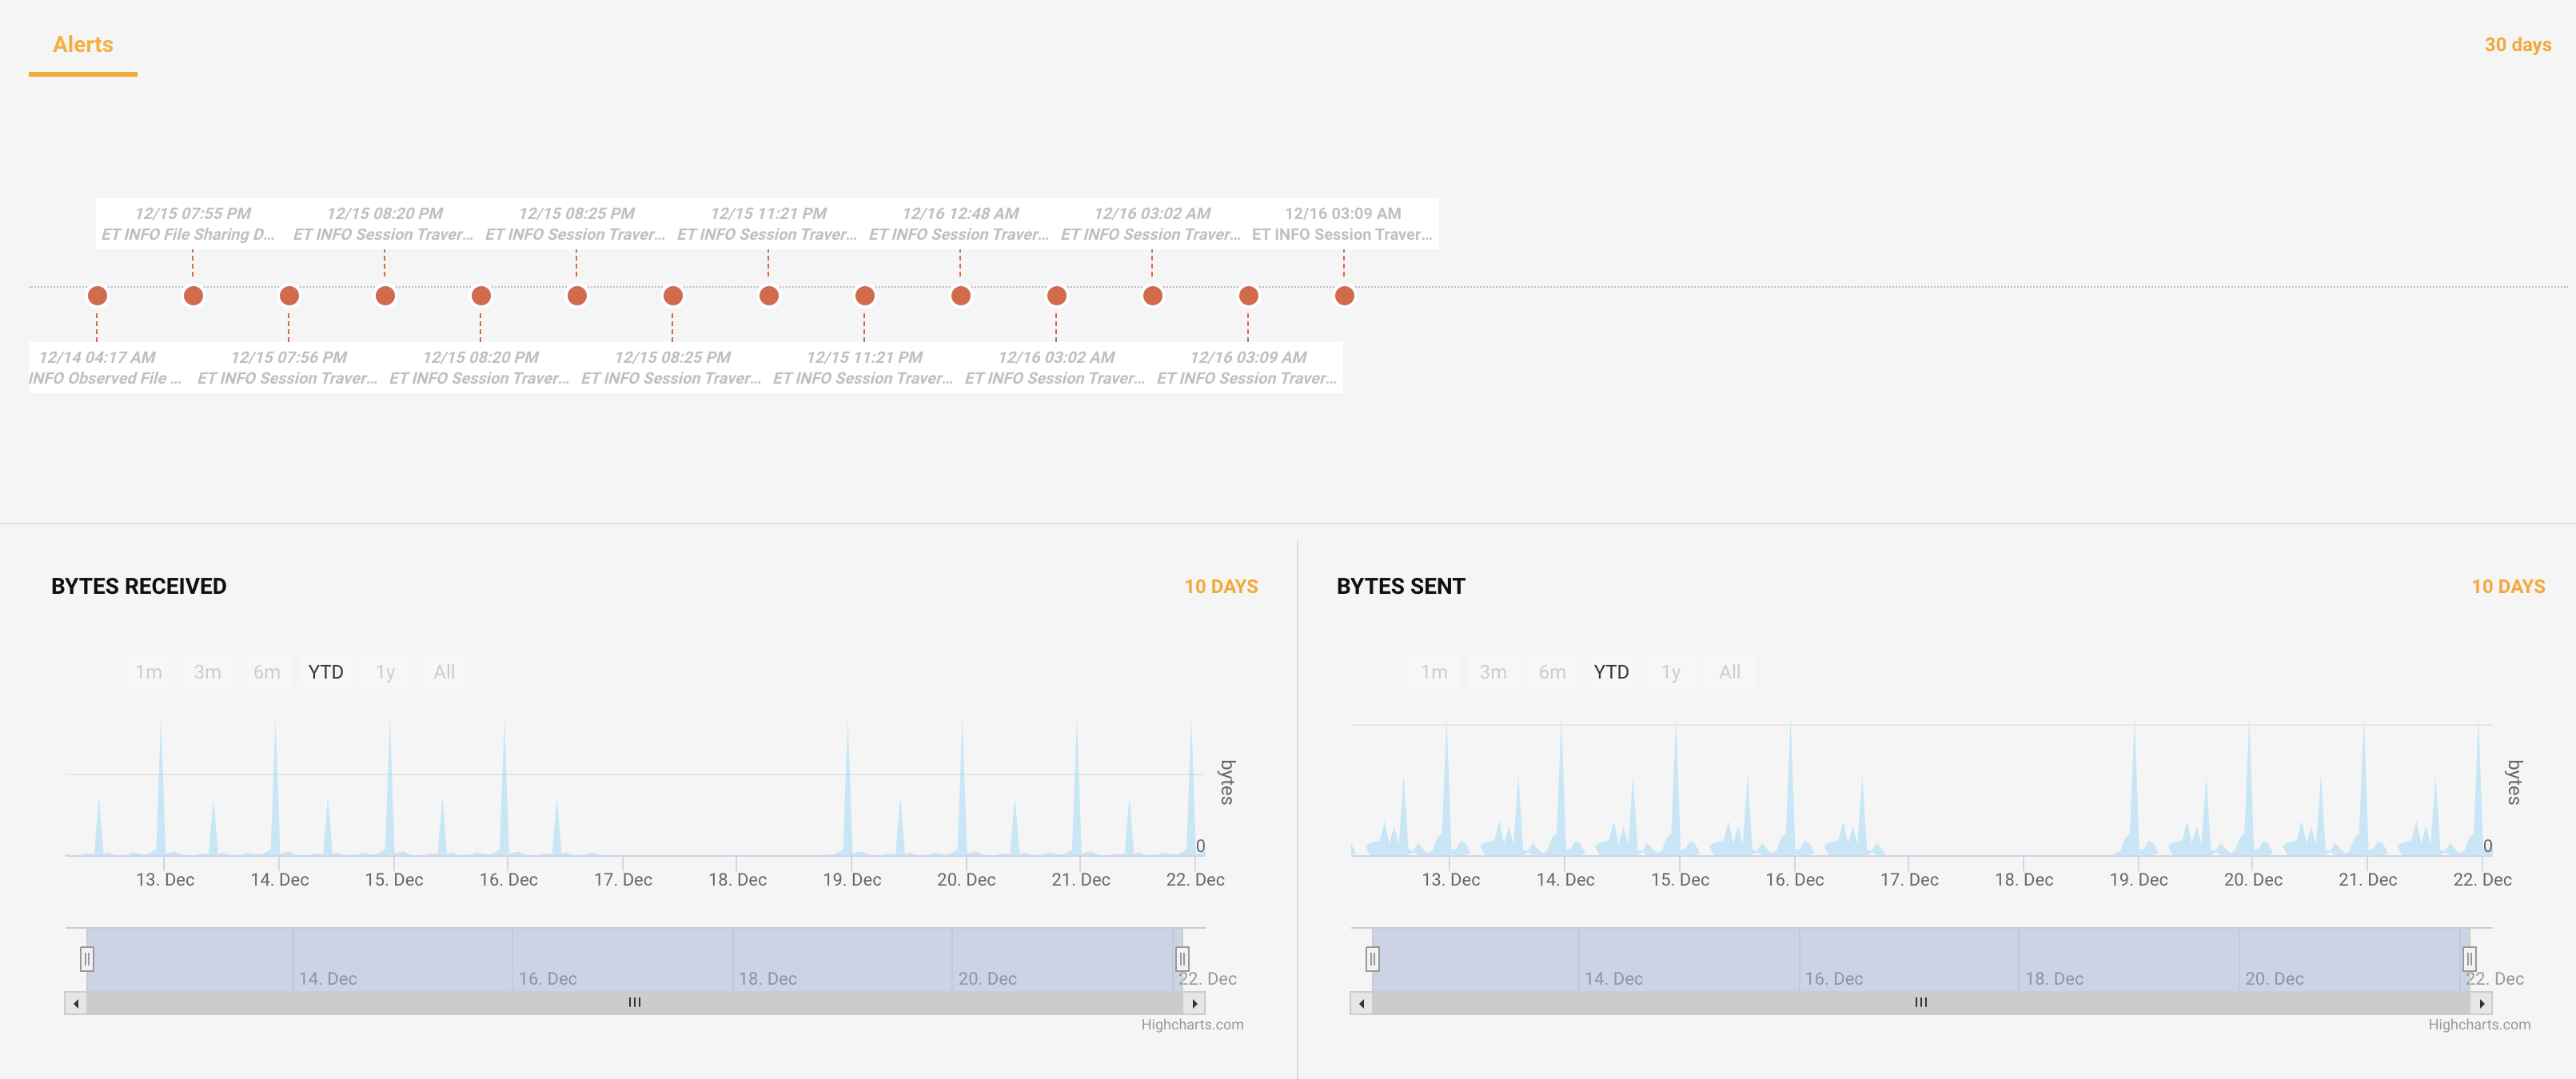 Alerts
30 days
12/15 07:55 PM
ET INFO File Sharing D...
12/15 08:20 PM
ET INFO Session Traver...
12/15 08:25 PM
ET INFO Session Traver...
12/15 11:21 PM
ET INFO Session Traver...
12/16 12:48 AM
ET INFO Session Traver...
12/16 03:02 AM
ET INFO Session Traver...
12/16 03:09 AM
ET INFO Session Traver...
12/14 04:17 AM
INFO Observed File ...
12/15 07:56 PM
ET INFO Session Traver...
12/15 08:20 PM
ET INFO Session Traver...
12/15 08:25 PM
ET INFO Session Traver...
12/15 11:21 PM
ET INFO Session Traver...
12/16 03:02 AM
ET INFO Session Traver...
12/16 03:09 AM
ET INFO Session Traver...
BYTES RECEIVED
10 DAYS
1m 3m 6m YTD 1y All
bytes
0
13. Dec 14. Dec 15. Dec 16. Dec 17. Dec 18. Dec 19. Dec 20. Dec 21. Dec 22. Dec
14. Dec 16. Dec 18. Dec 20. Dec 22. Dec
Highcharts.com
BYTES SENT
10 DAYS
1m 3m 6m YTD 1y All
bytes
0
13. Dec 14. Dec 15. Dec 16. Dec 17. Dec 18. Dec 19. Dec 20. Dec 21. Dec 22. Dec
14. Dec 16. Dec 18. Dec 20. Dec 22. Dec
Highcharts.com